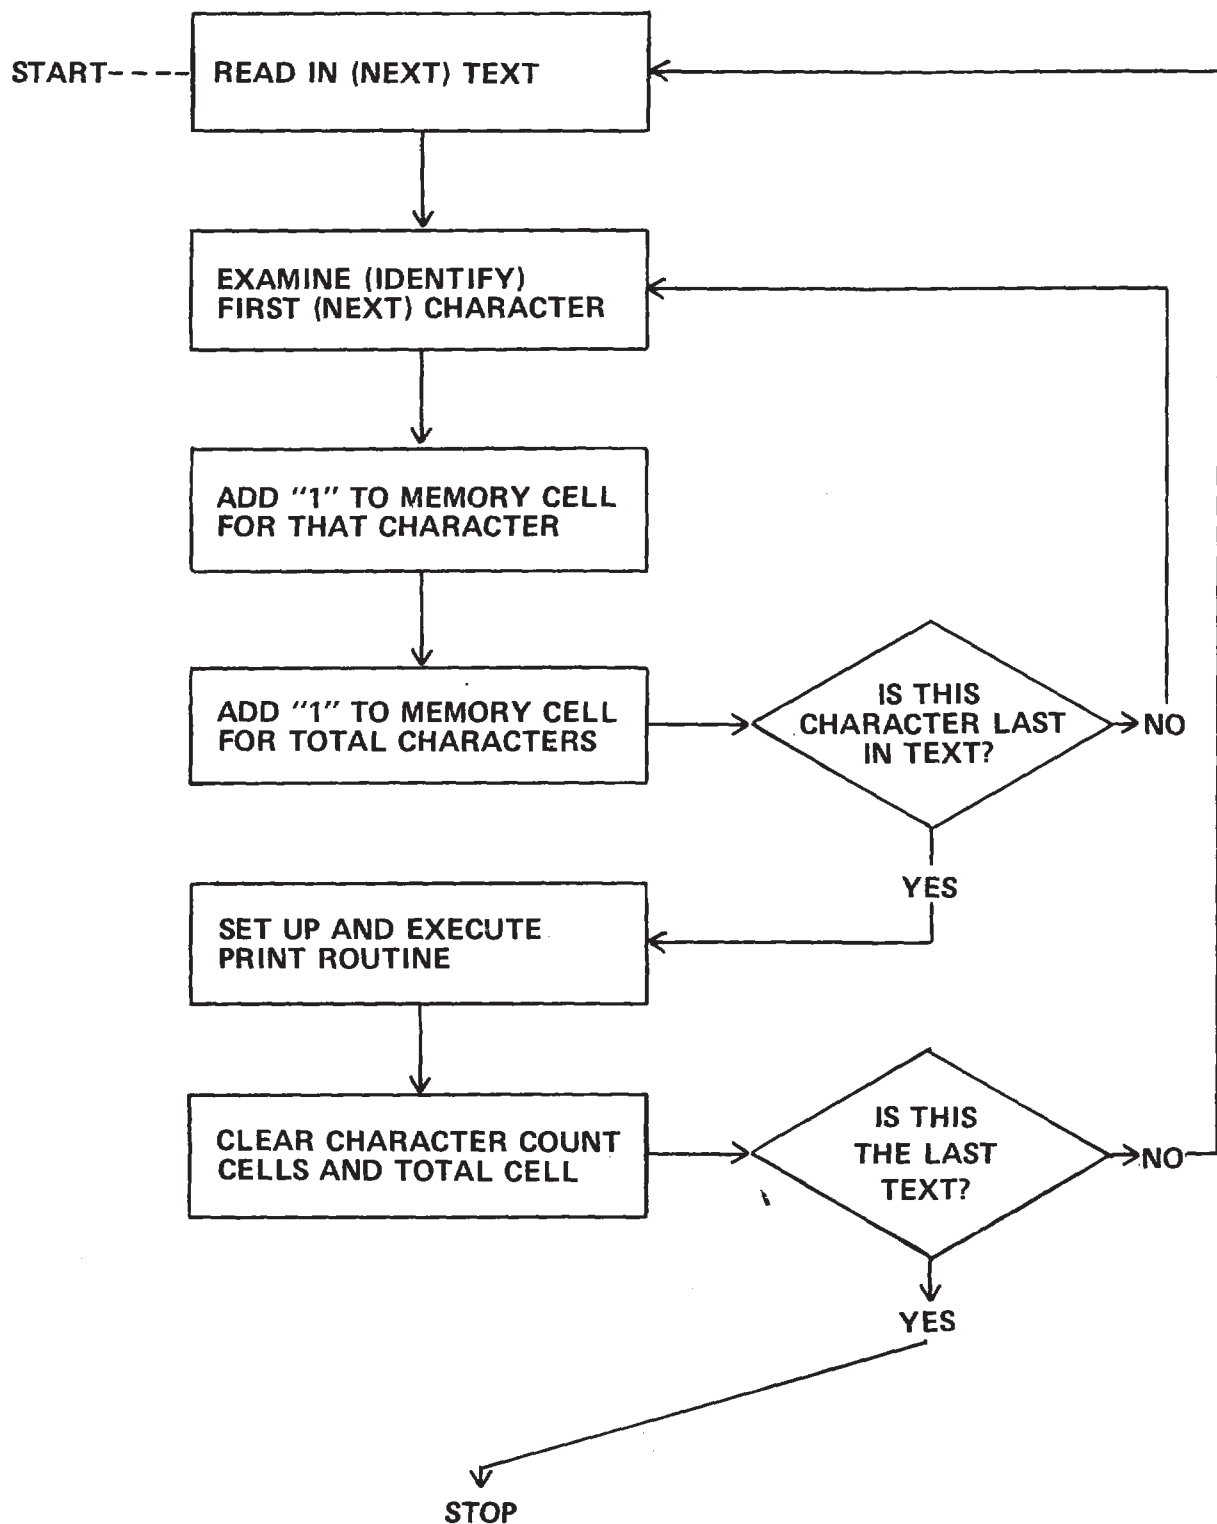 START
READ IN (NEXT) TEXT
EXAMINE (IDENTIFY)
FIRST (NEXT) CHARACTER
ADD "1" TO MEMORY CELL
FOR THAT CHARACTER
ADD "1" TO MEMORY CELL
FOR TOTAL CHARACTERS
IS THIS
CHARACTER LAST
IN TEXT?
NO
YES
SET UP AND EXECUTE
PRINT ROUTINE
CLEAR CHARACTER COUNT
CELLS AND TOTAL CELL
IS THIS
THE LAST
TEXT?
NO
YES
STOP